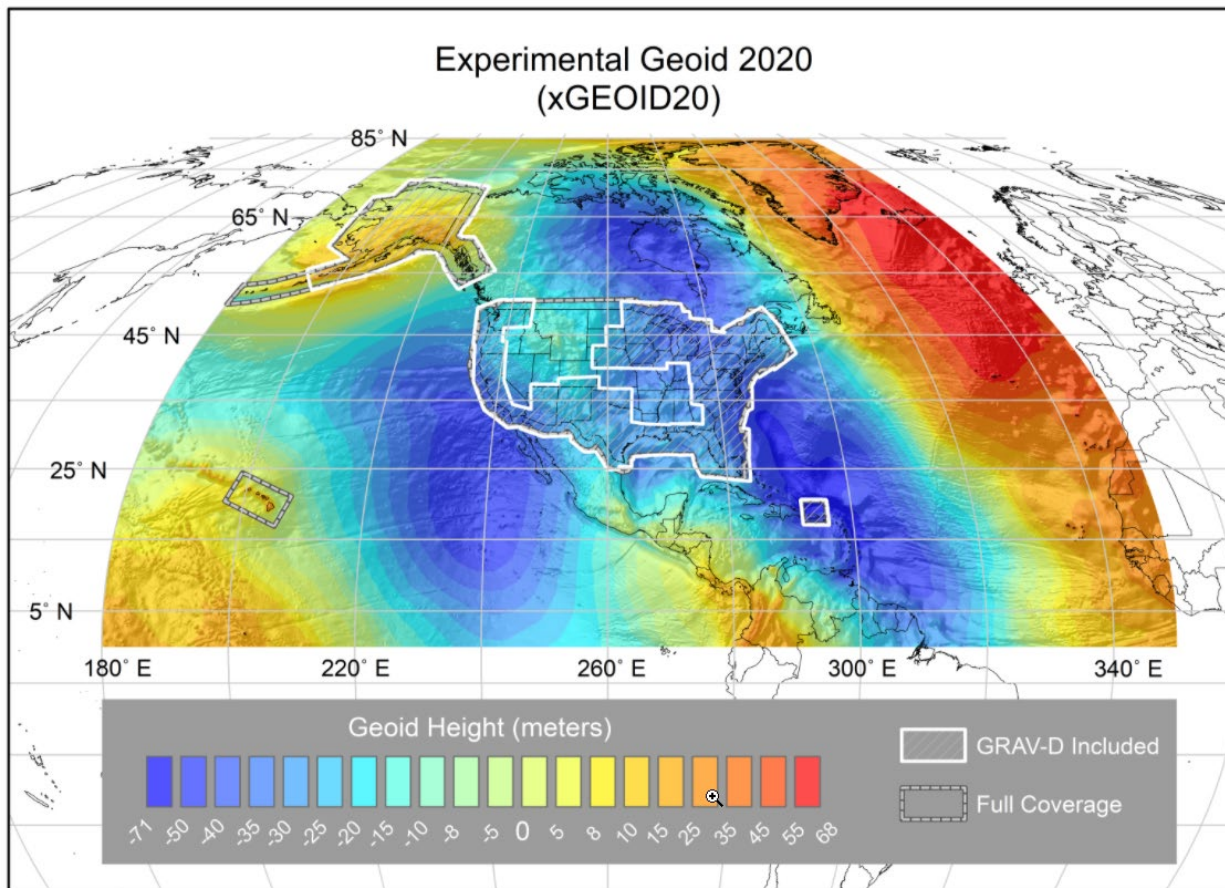 Experimental Geoid 2020
(xGEOID20)
85° N
65° N
45° N
25° N
5° N
180° E 220° E 260° E 300° E 340° E
Geoid Height (meters)
-71 -50 -40 -35 -30 -25 -20 -15 -10 -8 -5 0 5 8 10 15 25 35 45 55 68
GRAV-D Included
Full Coverage